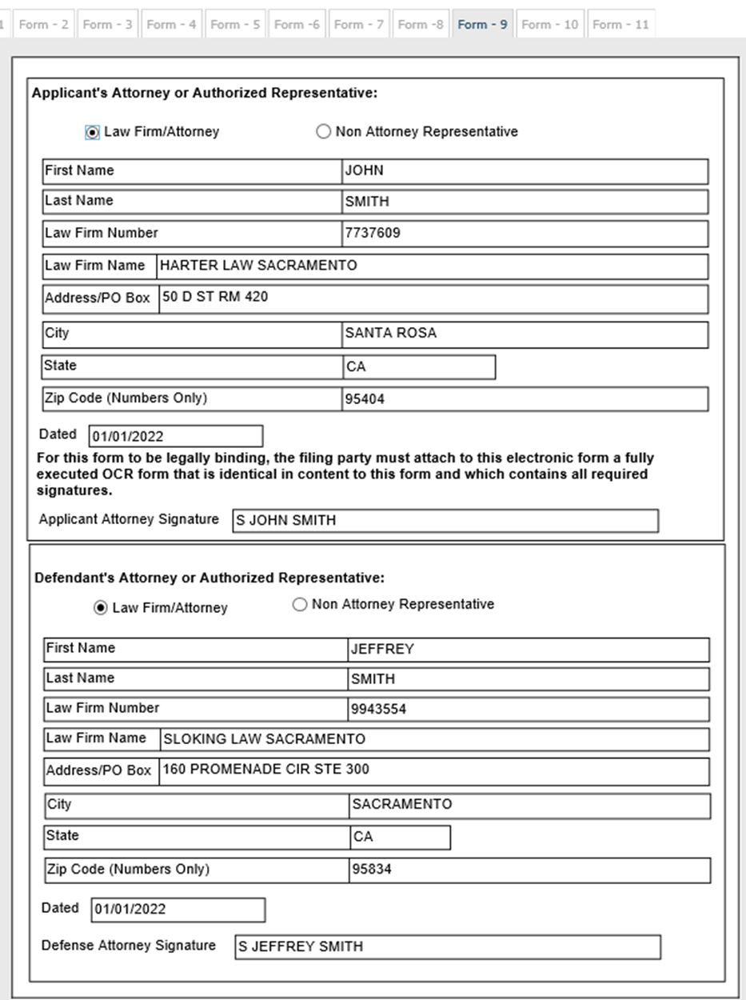 1 Form - 2 Form - 3 Form - 4 Form - 5 Form -6 Form - 7 Form -8 Form - 9 Form - 10 Form - 11
Applicant's Attorney or Authorized Representative:
Law Firm/Attorney Non Attorney Representative
First Name JOHN
Last Name SMITH
Law Firm Number 7737609
Law Firm Name HARTER LAW SACRAMENTO
Address/PO Box 50 D ST RM 420
City SANTA ROSA
State CA
Zip Code (Numbers Only) 95404
Dated 01/01/2022
For this form to be legally binding, the filing party must attach to this electronic form a fully
executed OCR form that is identical in content to this form and which contains all required
signatures.
Applicant Attorney Signature S JOHN SMITH
Defendant's Attorney or Authorized Representative:
Law Firm/Attorney Non Attorney Representative
First Name JEFFREY
Last Name SMITH
Law Firm Number 9943554
Law Firm Name SLOKING LAW SACRAMENTO
Address/PO Box 160 PROMENADE CIR STE 300
City SACRAMENTO
State CA
Zip Code (Numbers Only) 95834
Dated 01/01/2022
Defense Attorney Signature S JEFFREY SMITH